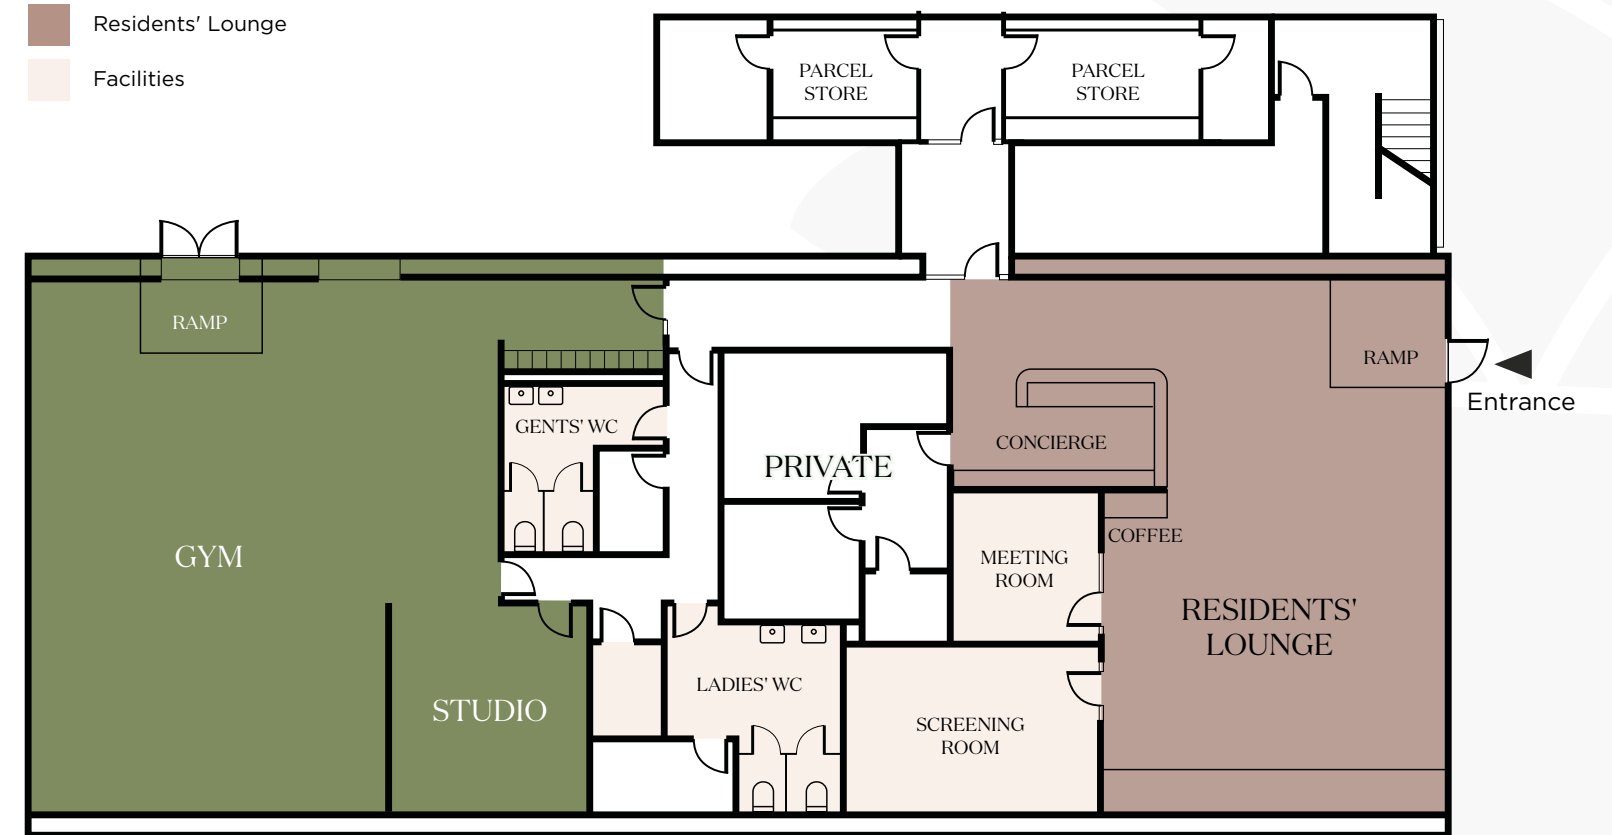 Residents' Lounge
Facilities
PARCEL
STORE
PARCEL
STORE
RAMP
RAMP
Entrance
GENTS' WC
CONCIERGE
PRIVATE
COFFEE
GYM
MEETING
ROOM
RESIDENTS'
LOUNGE
LADIES' WC
STUDIO
SCREENING
ROOM